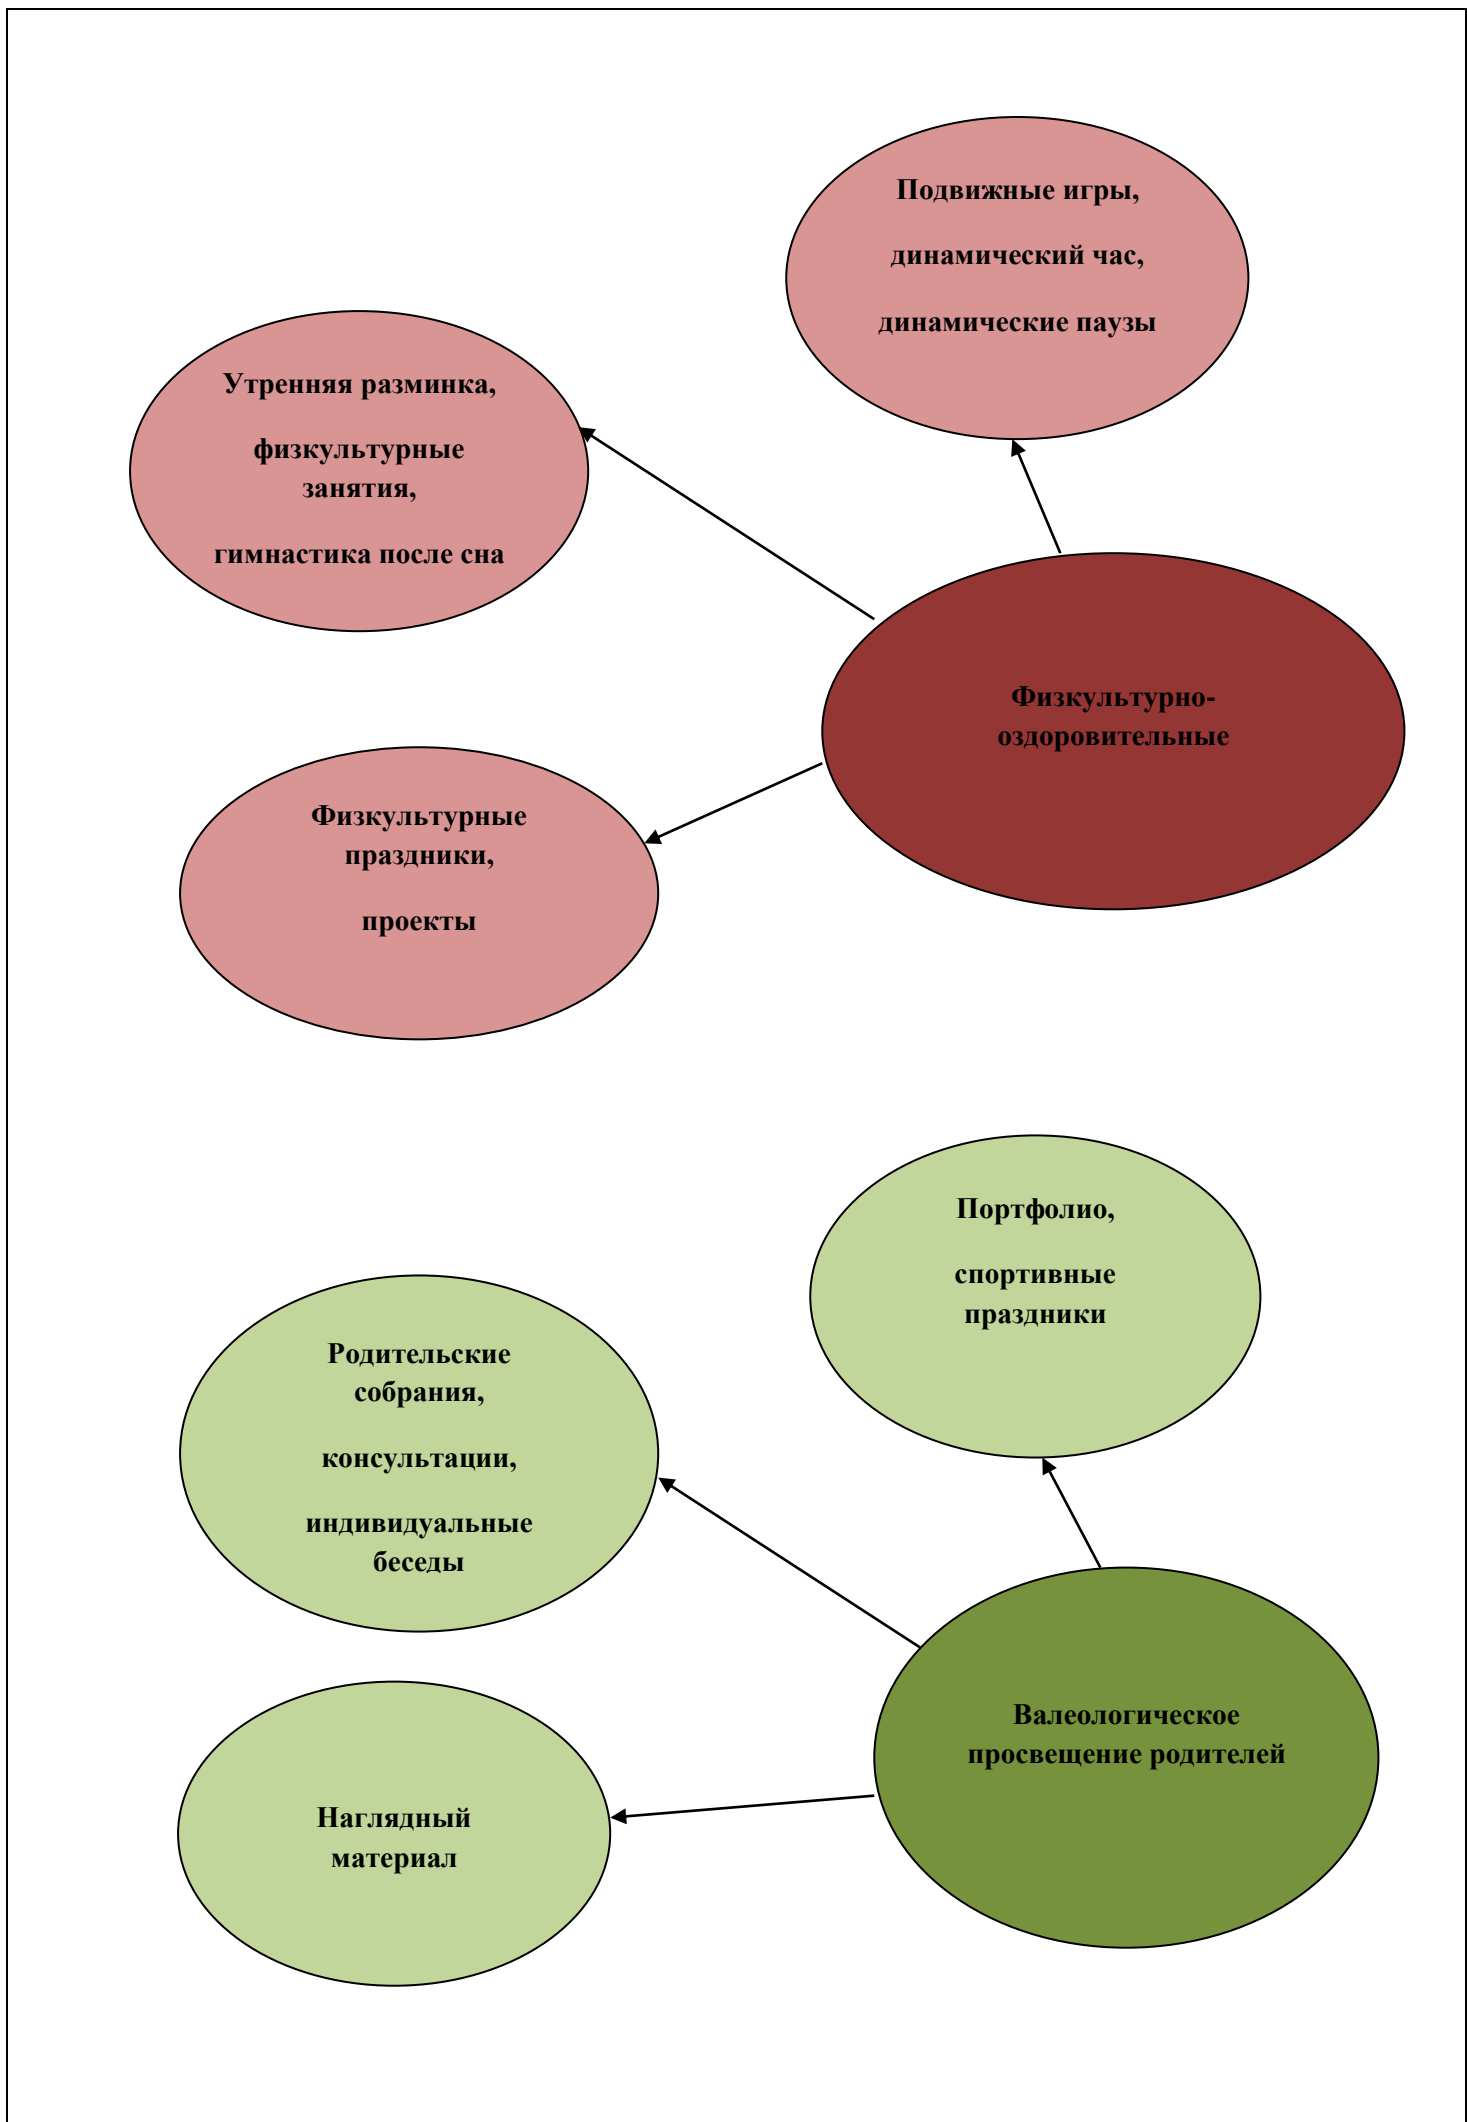 Подвижные игры,
динамический час,
динамические паузы
Утренняя разминка,
физкультурные
занятия,
гимнастика после сна
Физкультурно-
оздоровительные
Физкультурные
праздники,
проекты
Портфолио,
спортивные
праздники
Родительские
собрания,
консультации,
индивидуальные
беседы
Валеологическое
просвещение родителей
Наглядный
материал